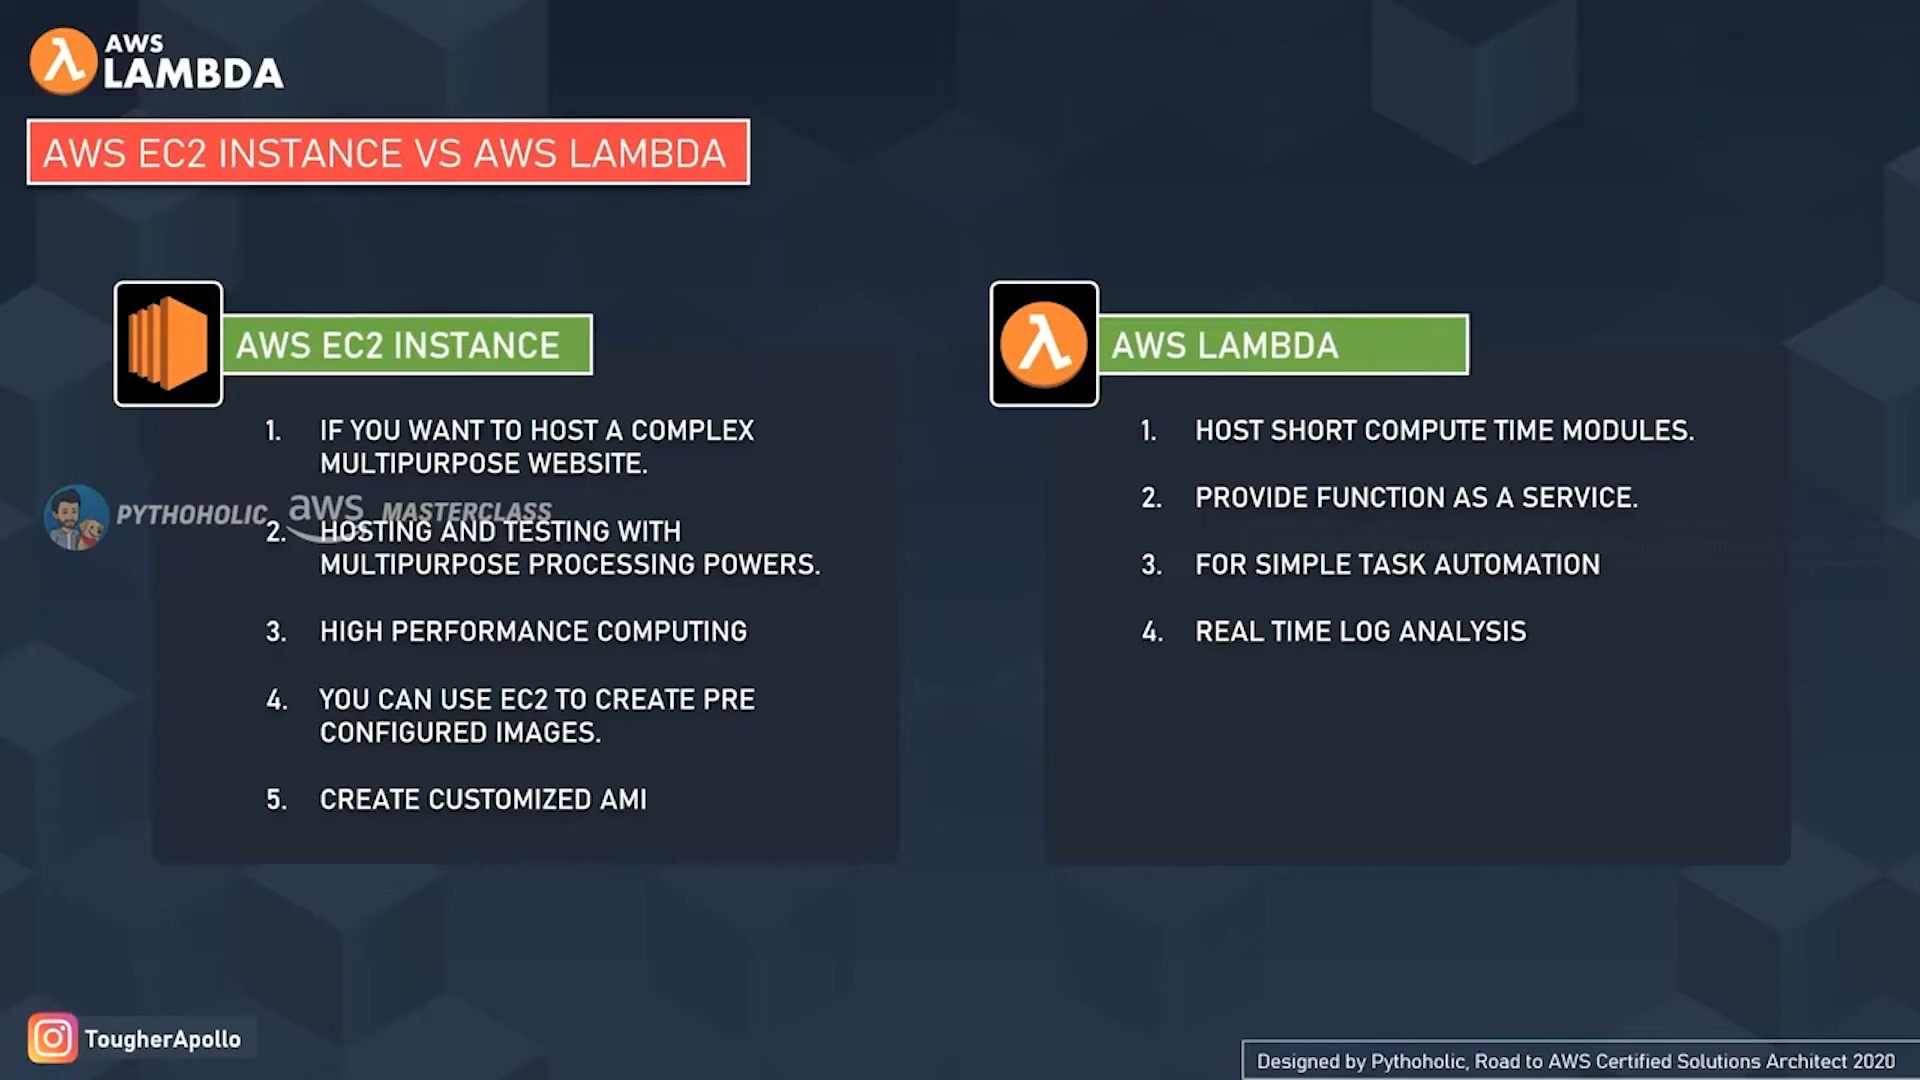 AWS
LAMBDA
AWS EC2 INSTANCE VS AWS LAMBDA
AWS EC2 INSTANCE
1. IF YOU WANT TO HOST A COMPLEX
MULTIPURPOSE WEBSITE.
PYTHOHOLIC aws MASTERCLASS
2. HOSTING AND TESTING WITH
MULTIPURPOSE PROCESSING POWERS.
3. HIGH PERFORMANCE COMPUTING
4. YOU CAN USE EC2 TO CREATE PRE
CONFIGURED IMAGES.
5. CREATE CUSTOMIZED AMI
AWS LAMBDA
1. HOST SHORT COMPUTE TIME MODULES.
2. PROVIDE FUNCTION AS A SERVICE.
3. FOR SIMPLE TASK AUTOMATION
4. REAL TIME LOG ANALYSIS
TougherApollo
Designed by Pythoholic, Road to AWS Certified Solutions Architect 2020